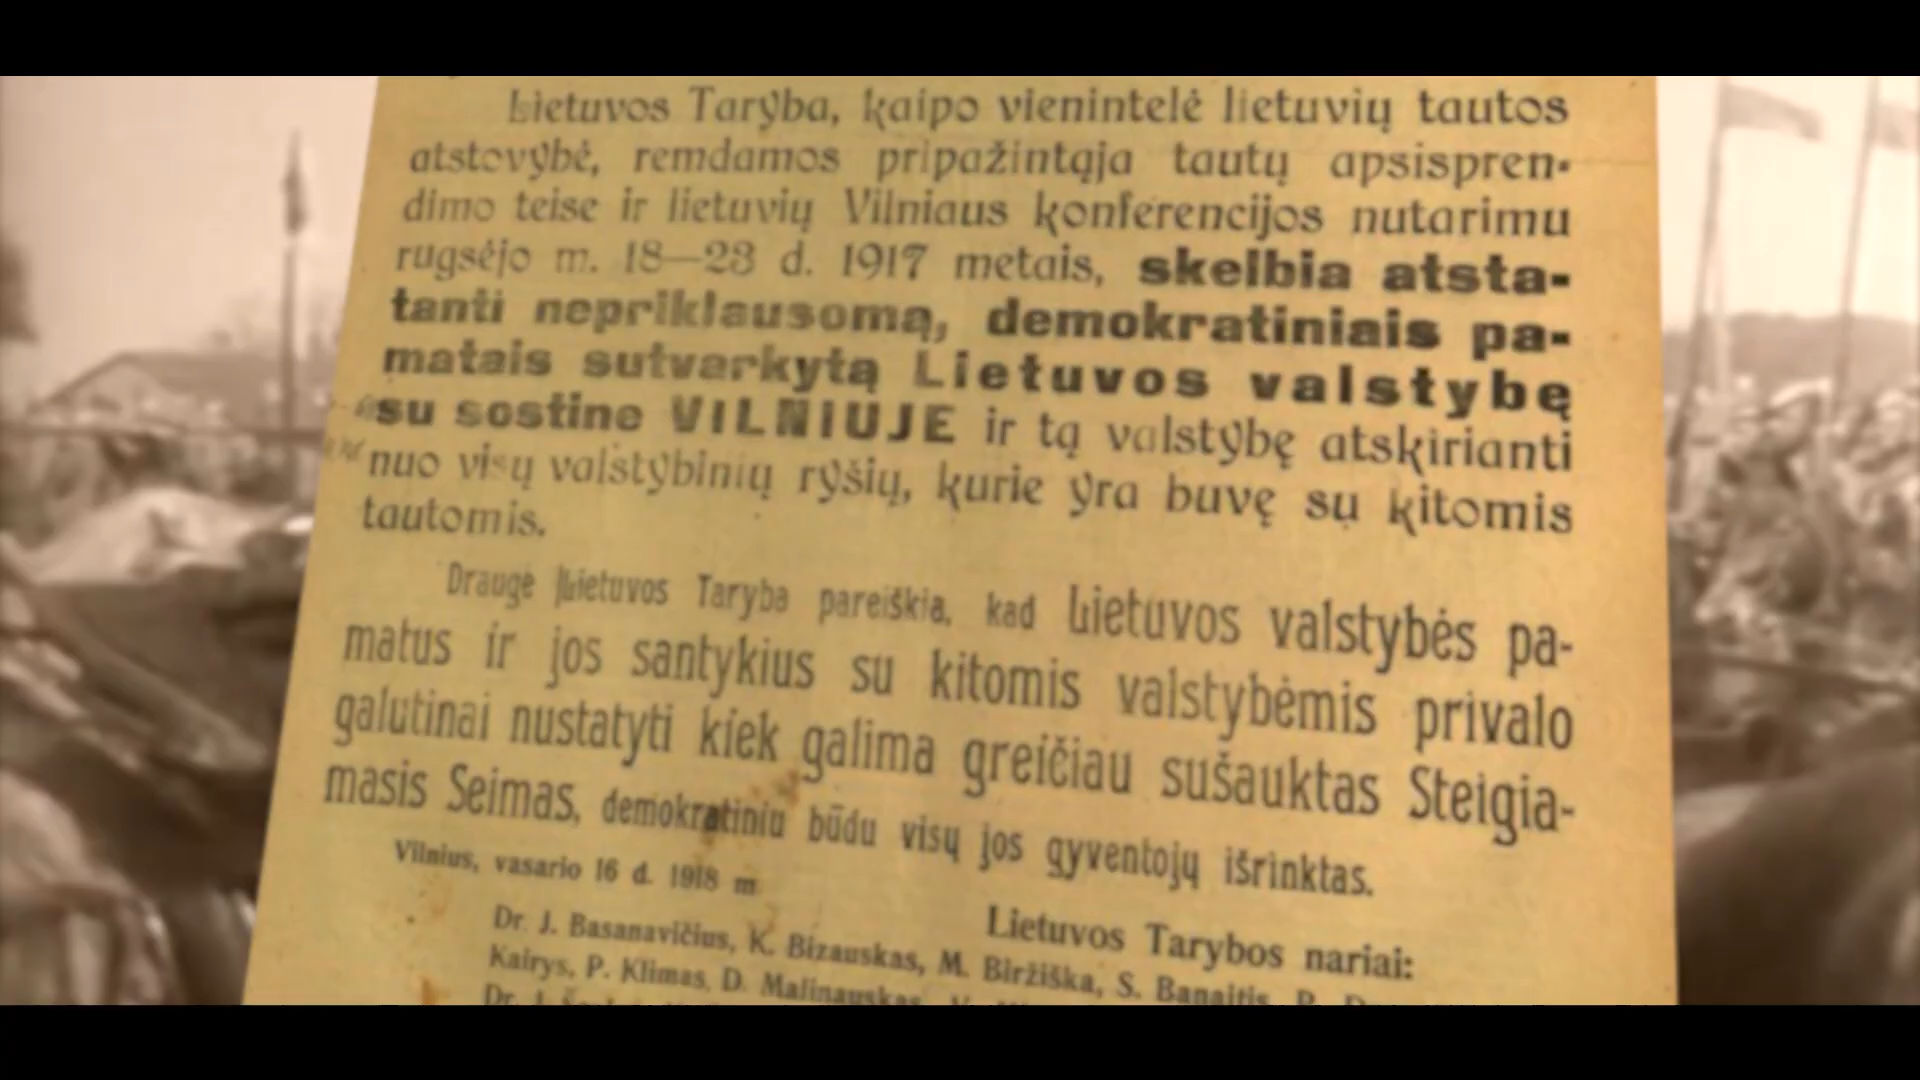 Lietuvos Taryba, kaipo vienintelė lietuvių tautos
atstovybė, remdamos pripažintąja tautų apsispren-
dimo teise ir lietuvių Vilniaus konferencijos nutarimu
rugsėjo m. 18—23 d. 1917 metais, skelbia atsta-
tanti nepriklausomą, demokratiniais pa-
matais sutvarkytą Lietuvos valstybę
su sostine VILNIUJE ir tą valstybę atskirianti
nuo visų valstybinių ryšių, kurie yra buvę su kitomis
tautomis.
Drauge Lietuvos Taryba pareiškia, kad Lietuvos valstybės pa-
matus ir jos santykius su kitomis valstybėmis privalo
galutinai nustatyti kiek galima greičiau sušauktas Steigia-
masis Seimas, demokratiniu būdu visų jos gyventojų išrinktas.
Vilnius, vasario 16 d. 1918 m
Lietuvos Tarybos nariai:
Dr. J. Basanavičius, K. Bizauskas, M. Biržiška, S. Banaitis, P.
Kairys, P. Klimas, D. Malinauskas,
Dr. J.